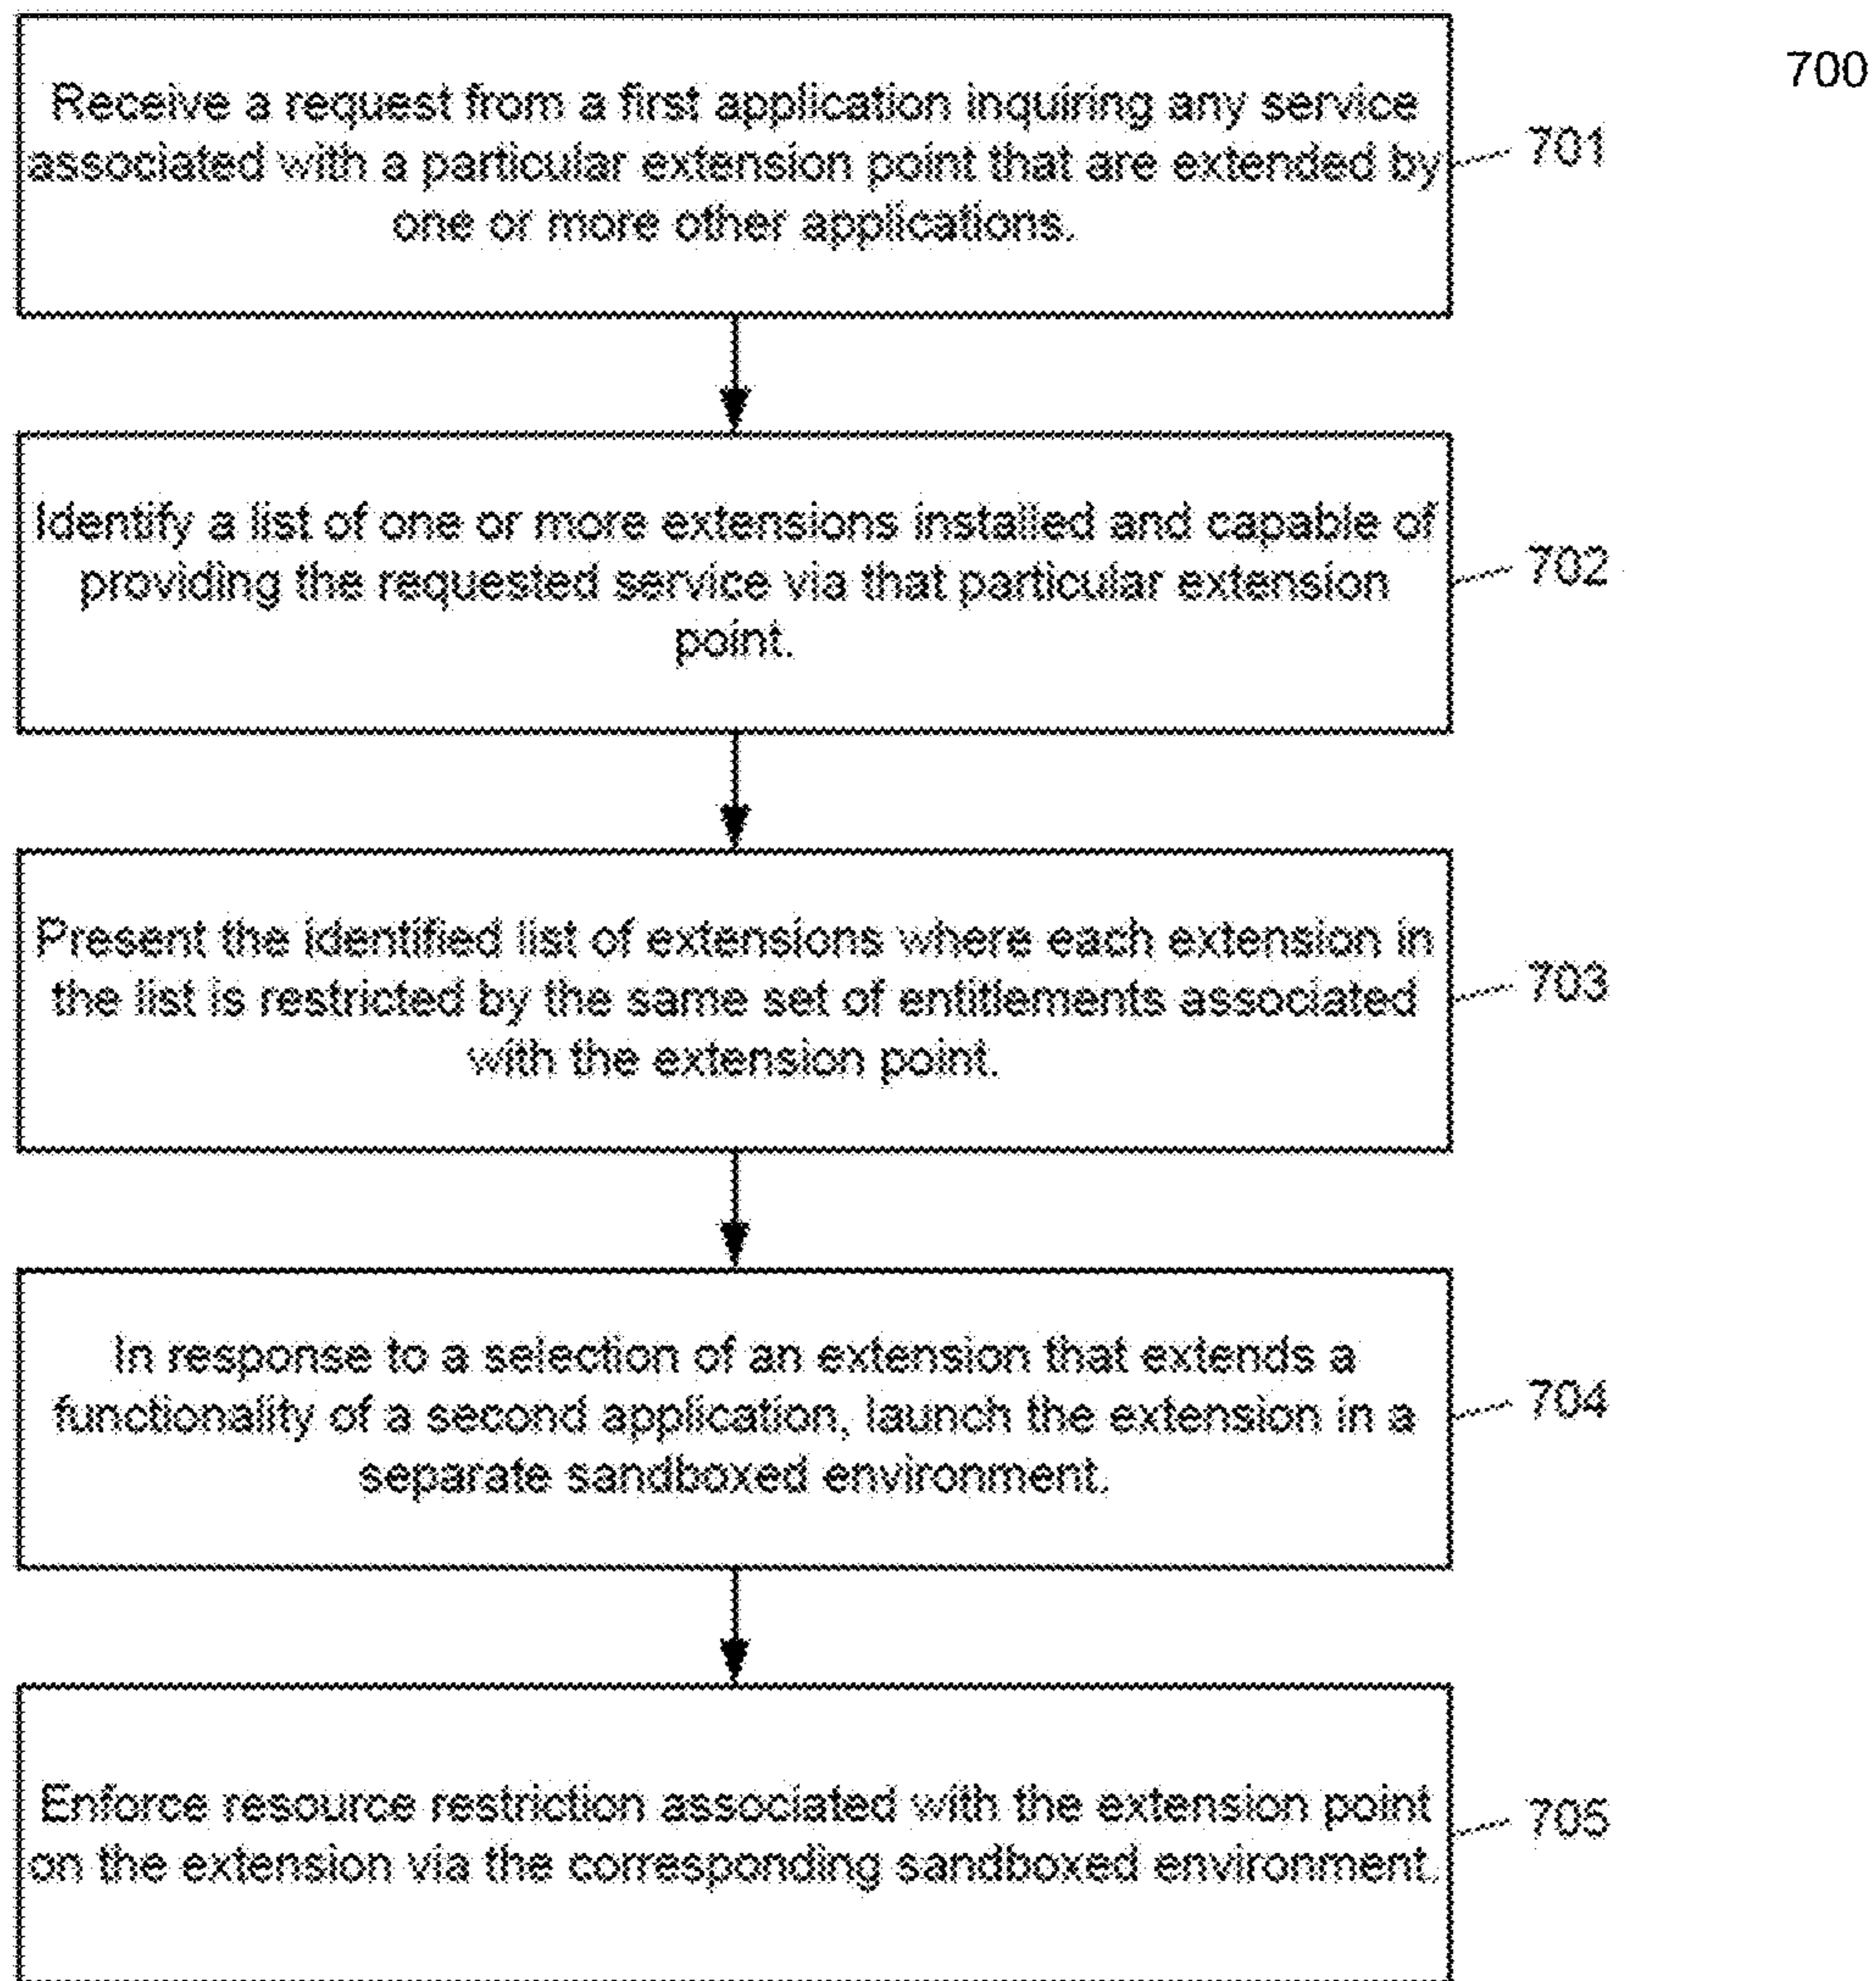 700
Receive a request from a first application inquiring any service
associated with a particular extension point that are extended by
one or more other applications.
701
Identify a list of one or more extensions installed and capable of
providing the requested service via that particular extension
point.
702
Present the identified list of extensions where each extension in
the list is restricted by the same set of entitlements associated
with the extension point.
703
In response to a selection of an extension that extends a
functionality of a second application, launch the extension in a
separate sandboxed environment.
704
Enforce resource restriction associated with the extension point
on the extension via the corresponding sandboxed environment.
705